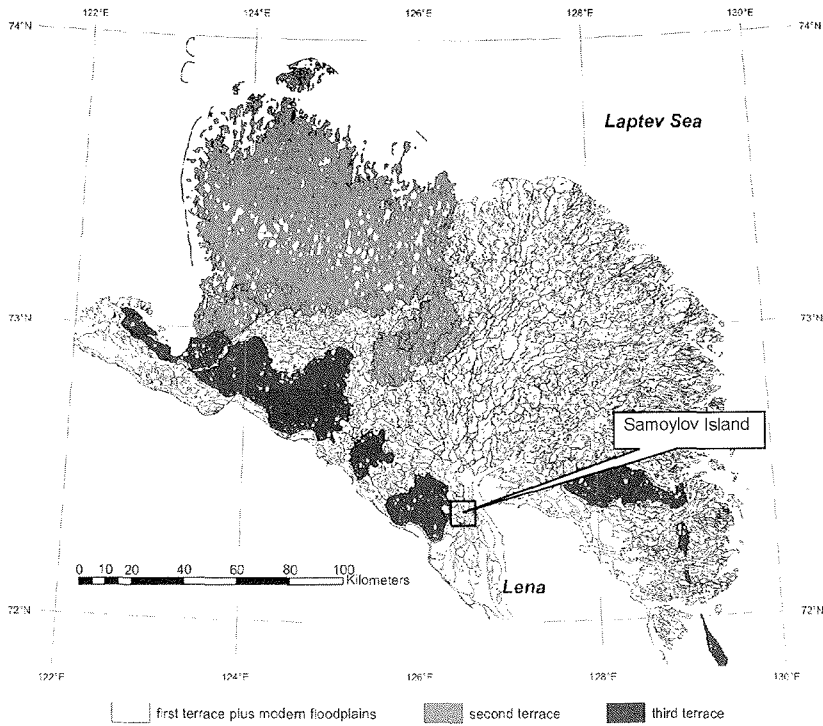 122°E 124°E 126°E 128°E 130°E
74°N 74°N
Laptev Sea
73°N 73°N
Samoylov Island
0 10 20 40 60 80 100
Kilometers
Lena
72°N 72°N
122°E 124°E 126°E 128°E 130°E
first terrace plus modern floodplains second terrace third terrace